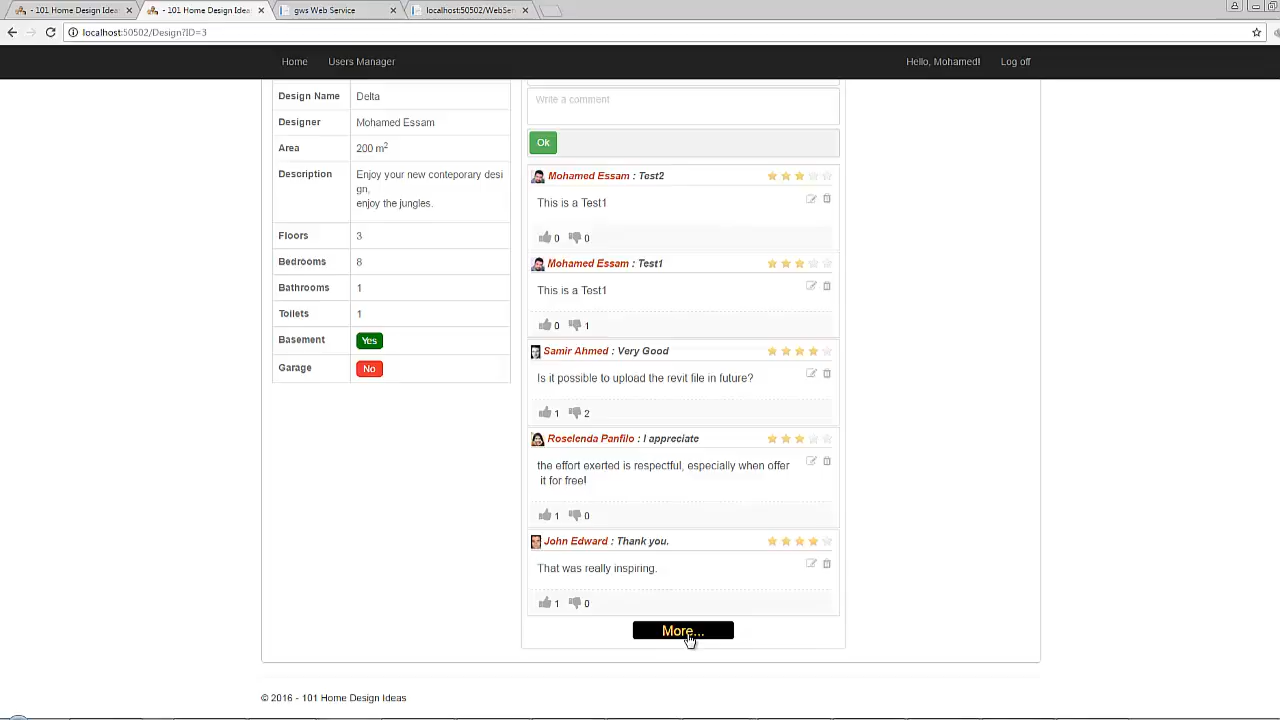 - 101 Home Design Ideas
- 101 Home Design Ideas
gws Web Service
localhost:50502/WebSer
localhost:50502/Design?ID=3
Home Users Manager Hello, Mohamed! Log off
Design Name Delta
Designer Mohamed Essam
Area 200 m2
Description Enjoy your new conteporary desi
gn,
enjoy the jungles.
Floors 3
Bedrooms 8
Bathrooms 1
Toilets 1
Basement Yes
Garage No
Write a comment
Ok
Mohamed Essam : Test2
This is a Test1
0 0
Mohamed Essam : Test1
This is a Test1
0 1
Samir Ahmed : Very Good
Is it possible to upload the revit file in future?
1 2
Roselenda Panfilo : I appreciate
the effort exerted is respectful, especially when offer
it for free!
1 0
John Edward : Thank you.
That was really inspiring.
1 0
More...
© 2016 - 101 Home Design Ideas